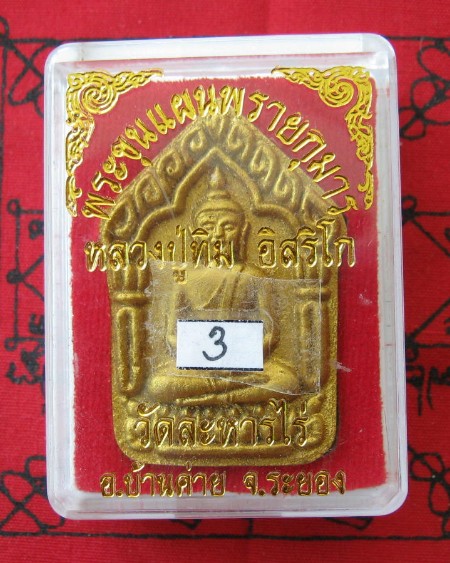 พระขุนแผนพรายกุมาร
หลวงปู่ทิม อิสริโก
3
วัดละหารไร่
อ.บ้านค่าย จ.ระยอง